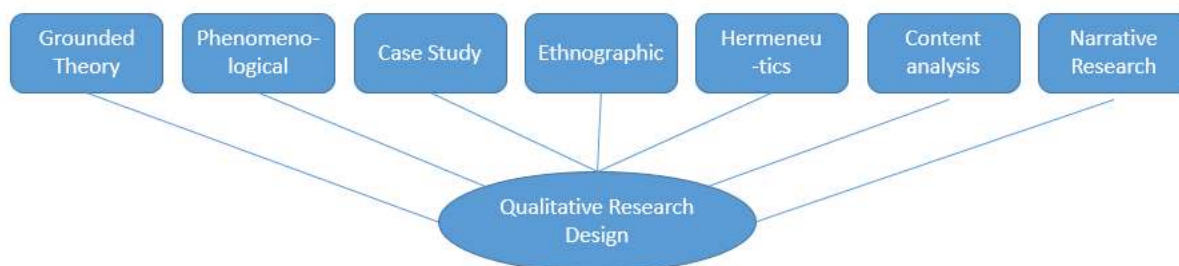 Grounded
Theory
Phenomeno-
logical
Case Study
Ethnographic
Hermeneu
-tics
Content
analysis
Narrative
Research
Qualitative Research
Design